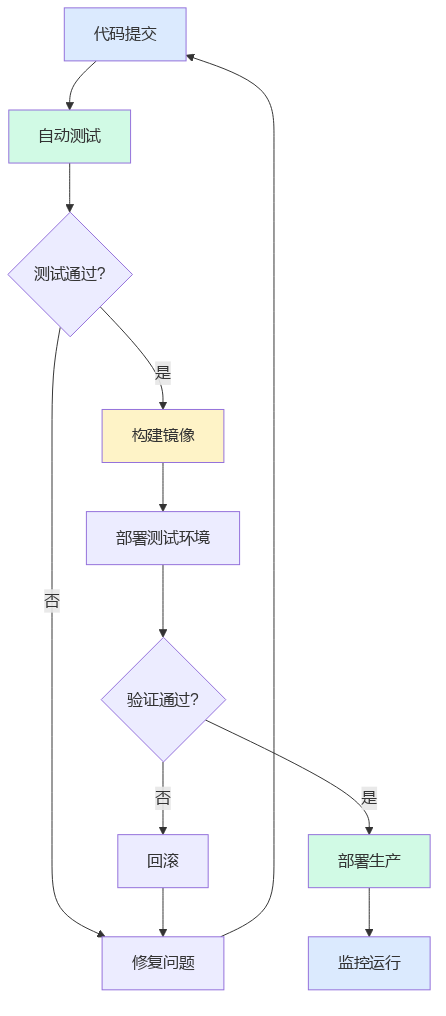 代码提交
自动测试
测试通过?
是
构建镜像
部署测试环境
否
验证通过?
否
是
回滚
部署生产
修复问题
监控运行